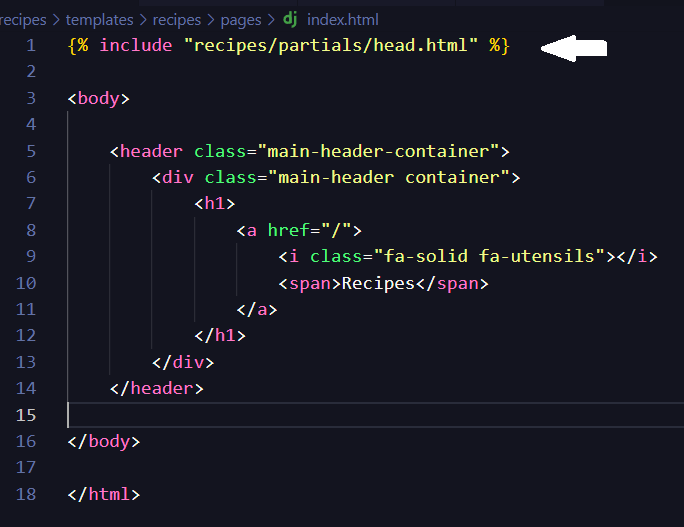 recipes > templates > recipes > pages > dj index.html
1 {% include "recipes/partials/head.html" %}
2
3 <body>
4
5     <header class="main-header-container">
6         <div class="main-header container">
7             <h1>
8                 <a href="/">
9                     <i class="fa-solid fa-utensils"></i>
10                     <span>Recipes</span>
11                 </a>
12             </h1>
13         </div>
14     </header>
15
16 </body>
17
18 </html>